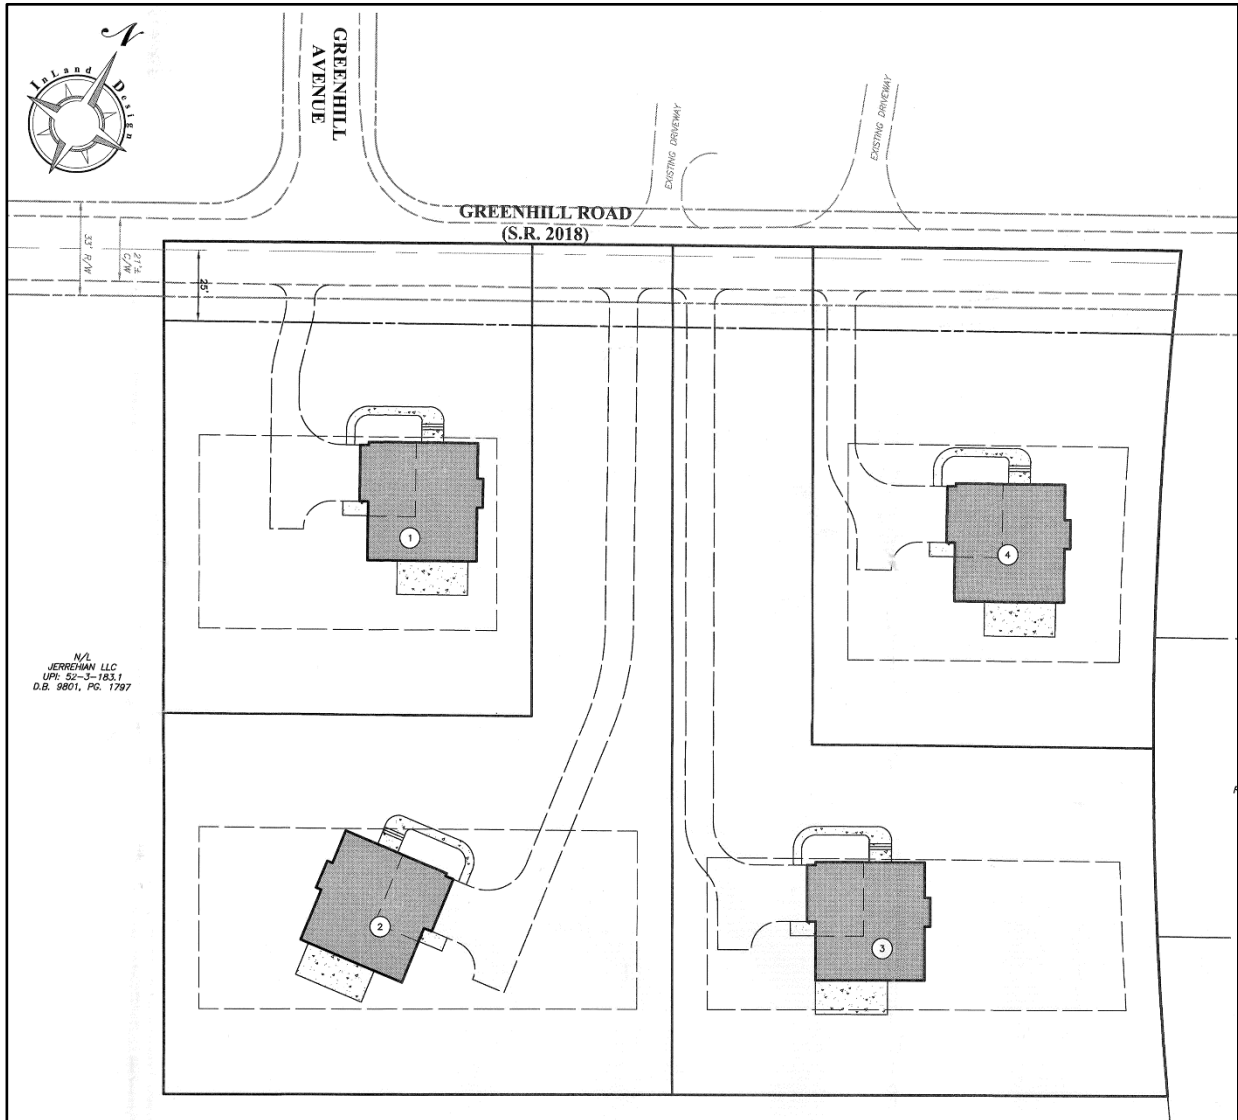 N
InLand Design
GREENHILL
AVENUE
EXISTING DRIVEWAY
EXISTING DRIVEWAY
GREENHILL ROAD
(S.R. 2018)
33' R/W
21'±
C/W
25'
1
4
N/L
JERREHIAN LLC
UPI: 52-3-183.1
D.B. 9801, PG. 1797
2
3